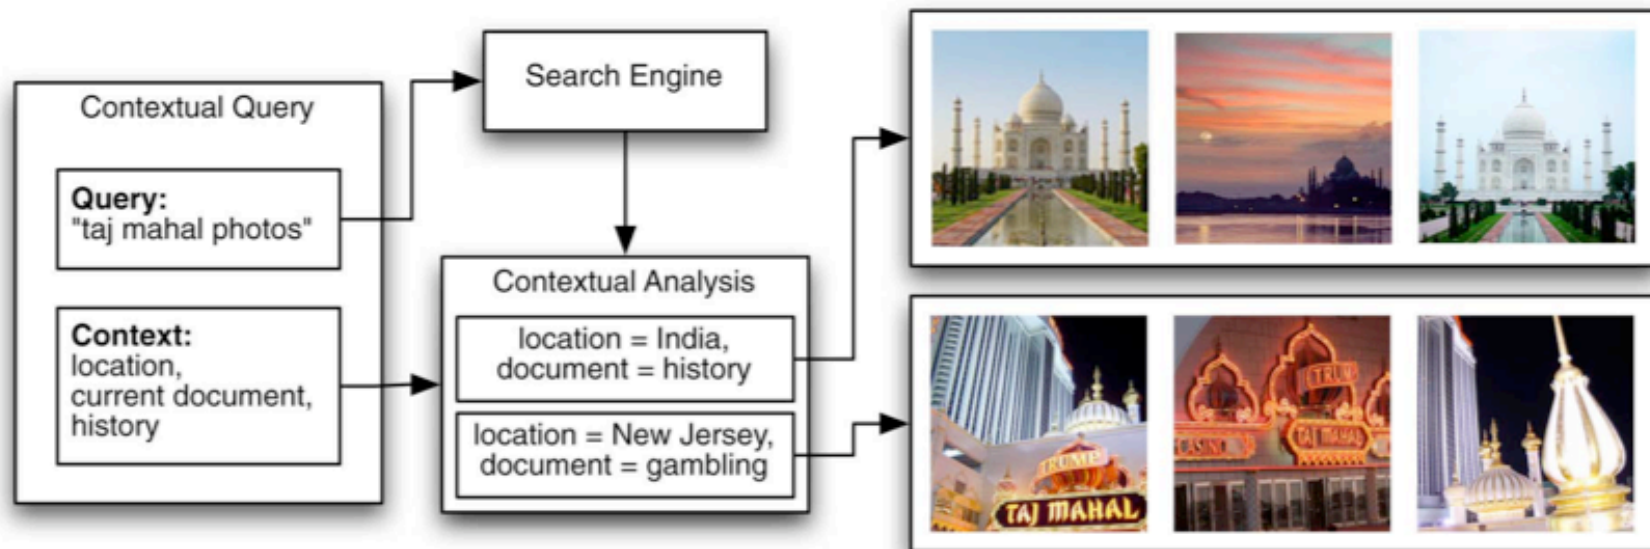 Contextual Query
Query:
"taj mahal photos"
Context:
location,
current document,
history
Search Engine
Contextual Analysis
location = India,
document = history
location = New Jersey,
document = gambling
TRUMP
TAJ MAHAL
TRUMP
CASINO
TAJ MAHAL